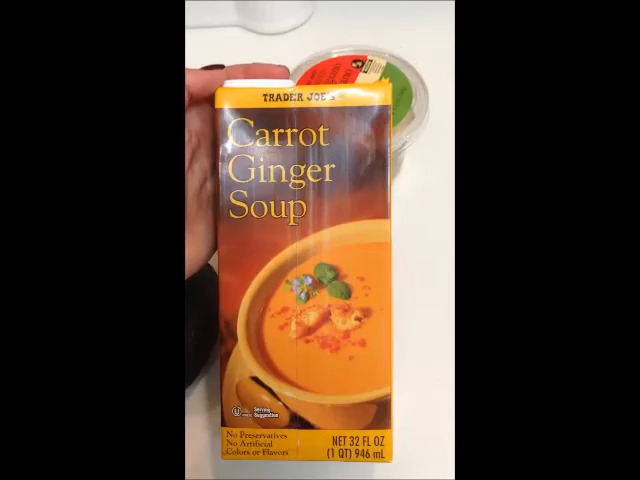 TRADER JOE'S
Carrot
Ginger
Soup
Serving
Suggestion
No Preservatives
No Artificial
Colors or Flavors
NET 32 FL OZ
(1 QT) 946 mL